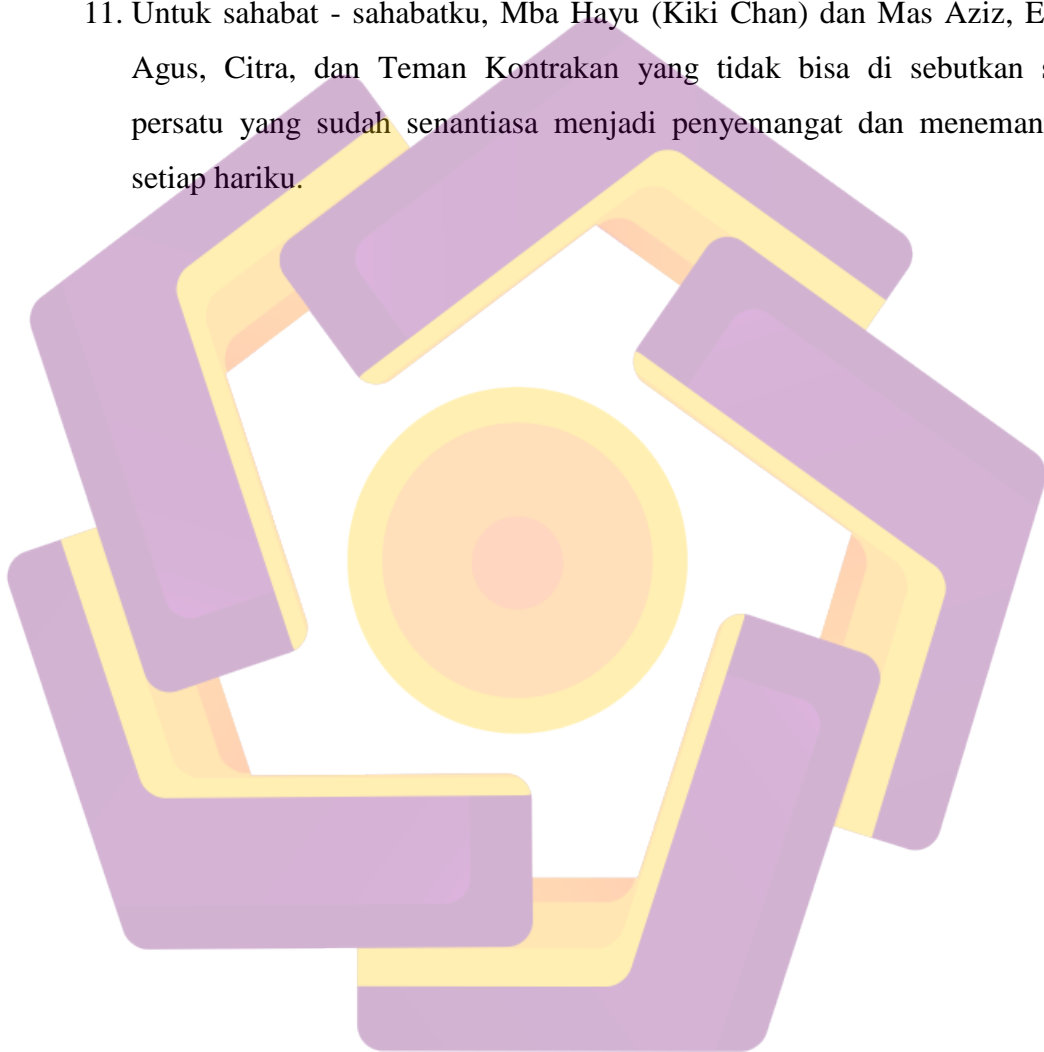 11. Untuk sahabat - sahabatku, Mba Hayu (Kiki Chan) dan Mas Aziz,
Agus, Citra, dan Teman Kontrakan yang tidak bisa di sebutkan
persatu yang sudah senantiasa menjadi penyemangat dan
setiap hariku.